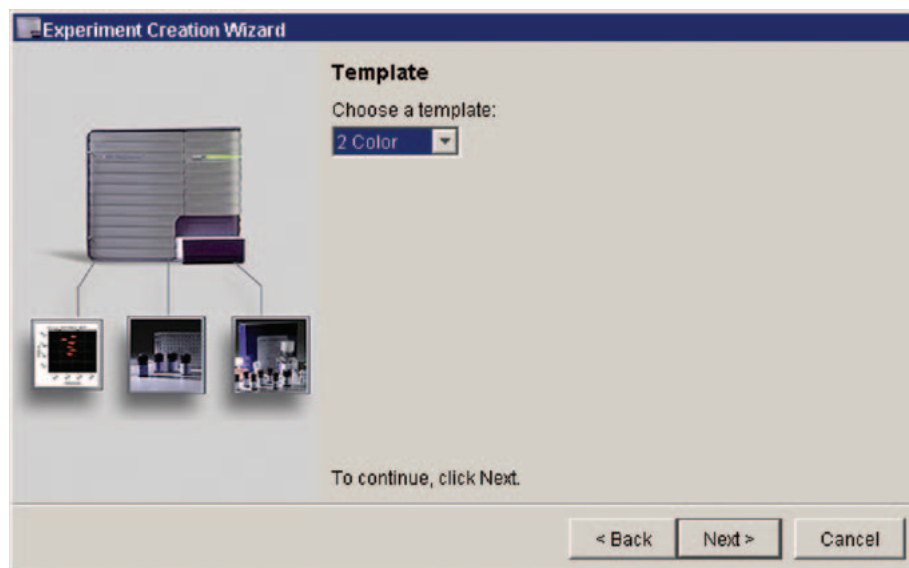 Experiment Creation Wizard
Template
Choose a template:
2 Color
To continue, click Next.
< Back
Next >
Cancel